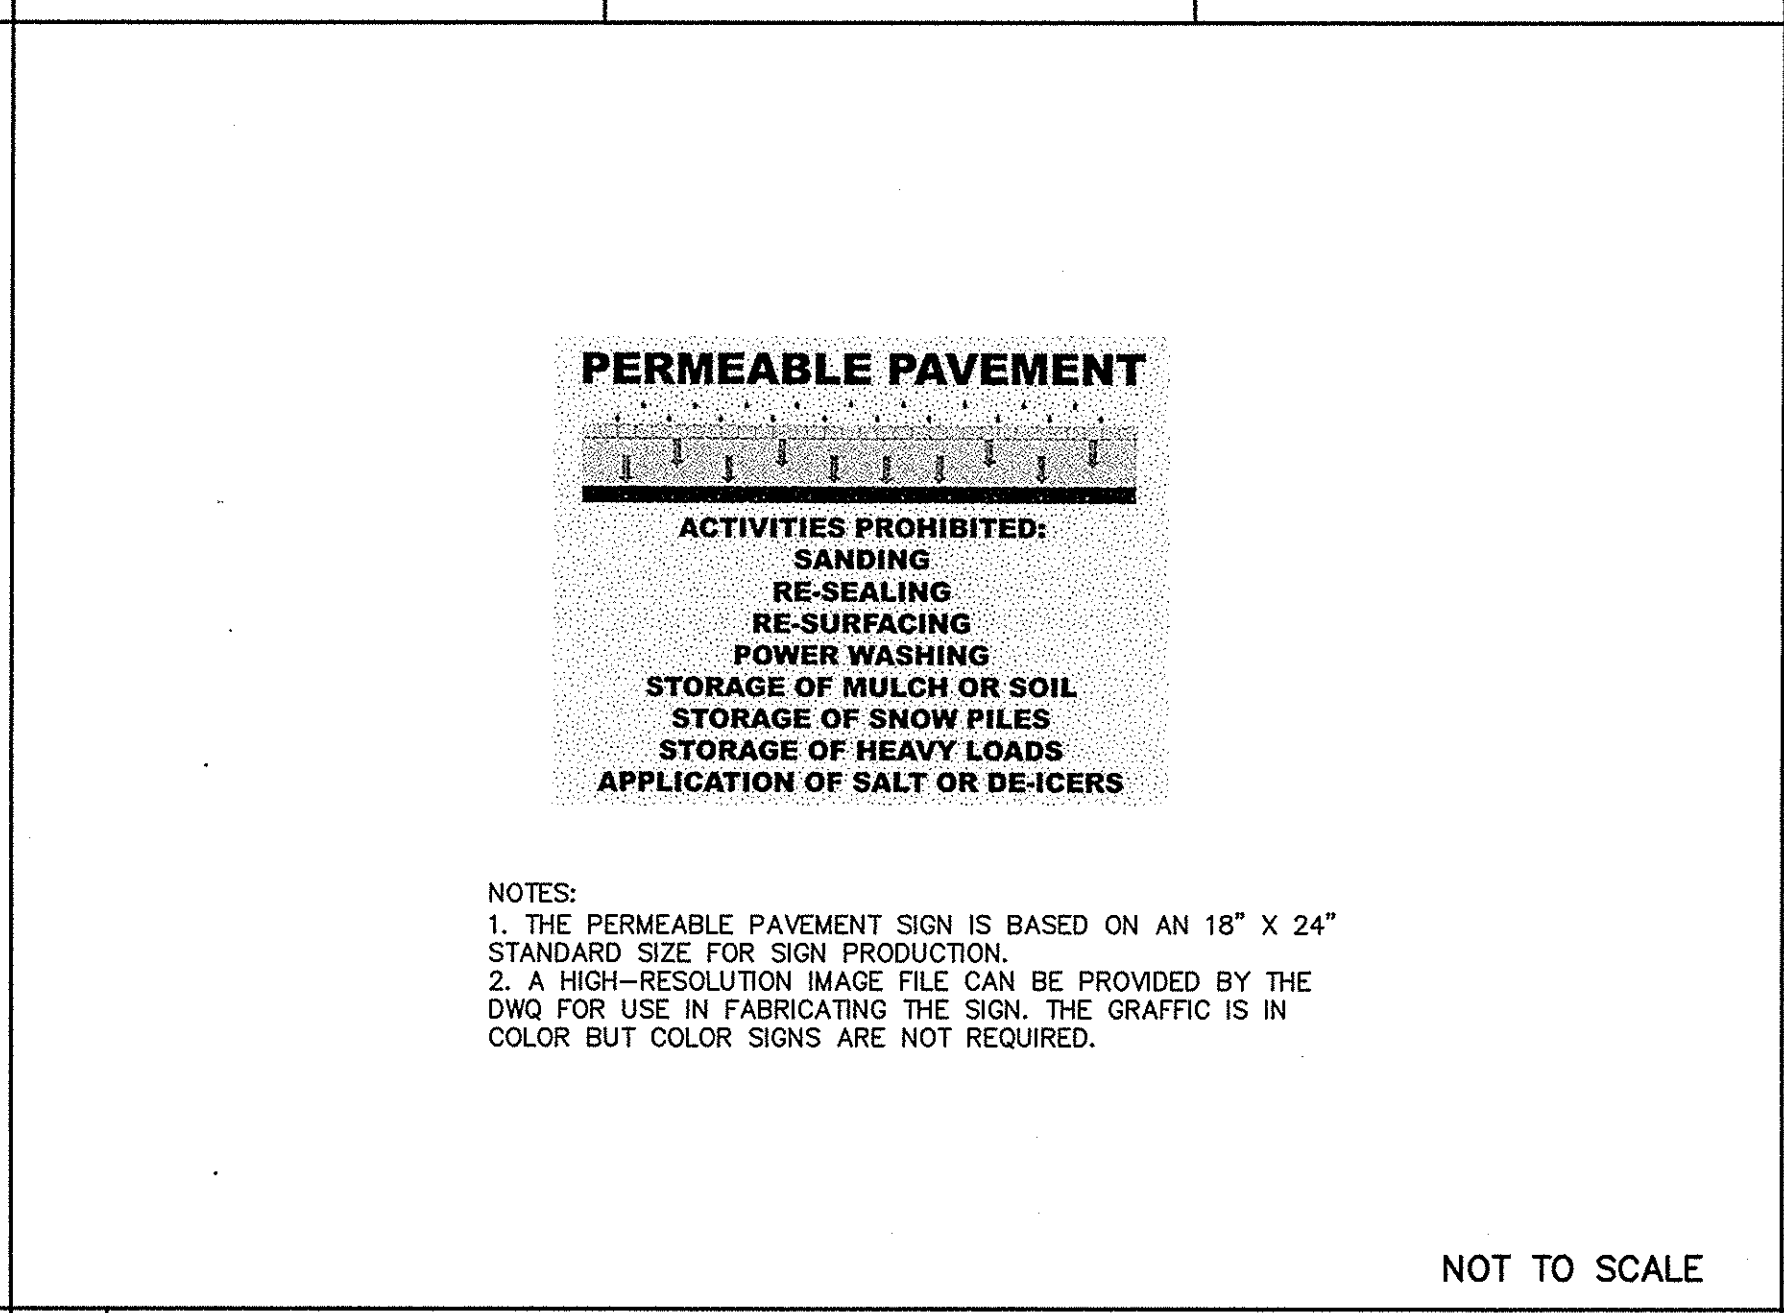 PERMEABLE PAVEMENT
ACTIVITIES PROHIBITED:
SANDING
RE-SEALING
RE-SURFACING
POWER WASHING
STORAGE OF MULCH OR SOIL
STORAGE OF SNOW PILES
STORAGE OF HEAVY LOADS
APPLICATION OF SALT OR DE-ICERS
NOTES:
1. THE PERMEABLE PAVEMENT SIGN IS BASED ON AN 18" X 24"
STANDARD SIZE FOR SIGN PRODUCTION.
2. A HIGH-RESOLUTION IMAGE FILE CAN BE PROVIDED BY THE
DWQ FOR USE IN FABRICATING THE SIGN. THE GRAFFIC IS IN
COLOR BUT COLOR SIGNS ARE NOT REQUIRED.
NOT TO SCALE